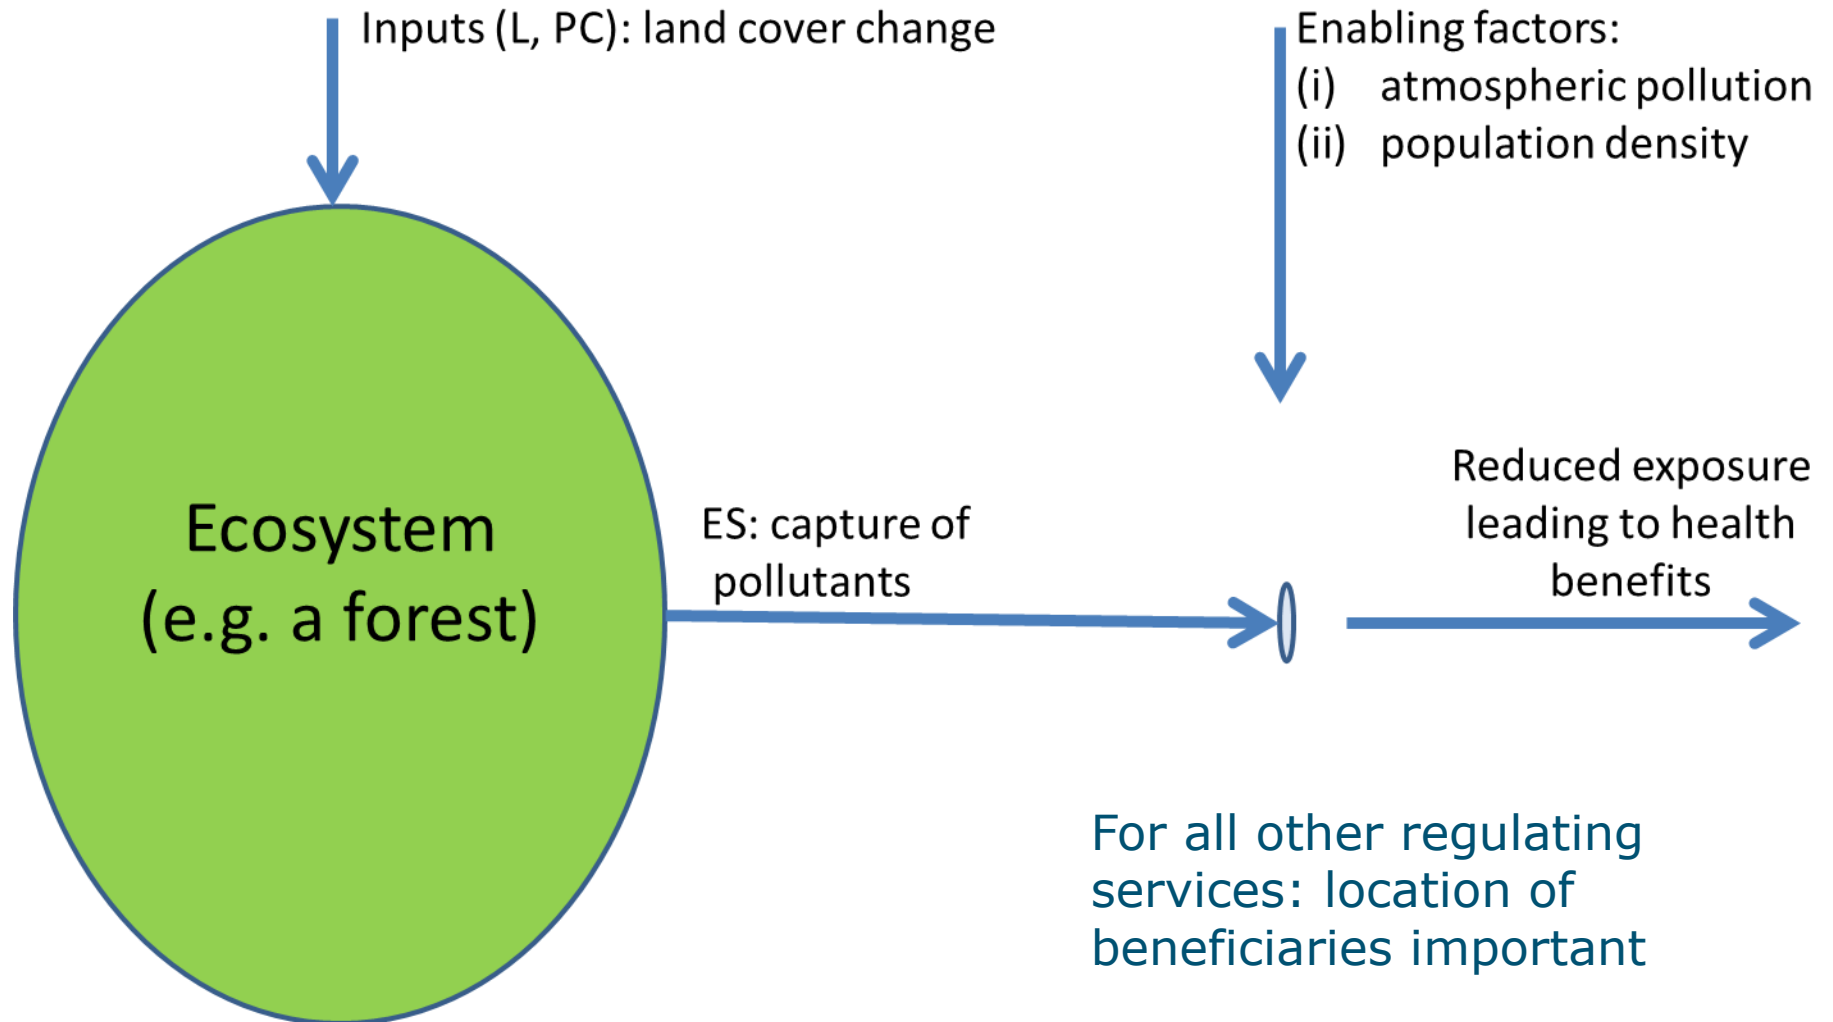 Inputs (L, PC): land cover change
Enabling factors:
(i) atmospheric pollution
(ii) population density
Ecosystem
(e.g. a forest)
ES: capture of
pollutants
Reduced exposure
leading to health
benefits
For all other regulating
services: location of
beneficiaries important